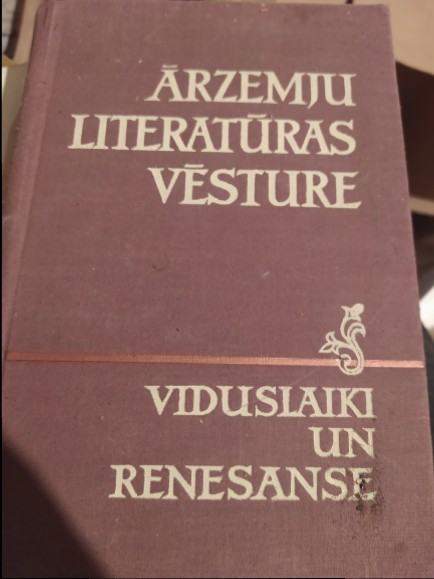 ĀRZEMJU
LITERATŪRAS
VĒSTURE
VIDUSLAIKI
UN
RENESANSE